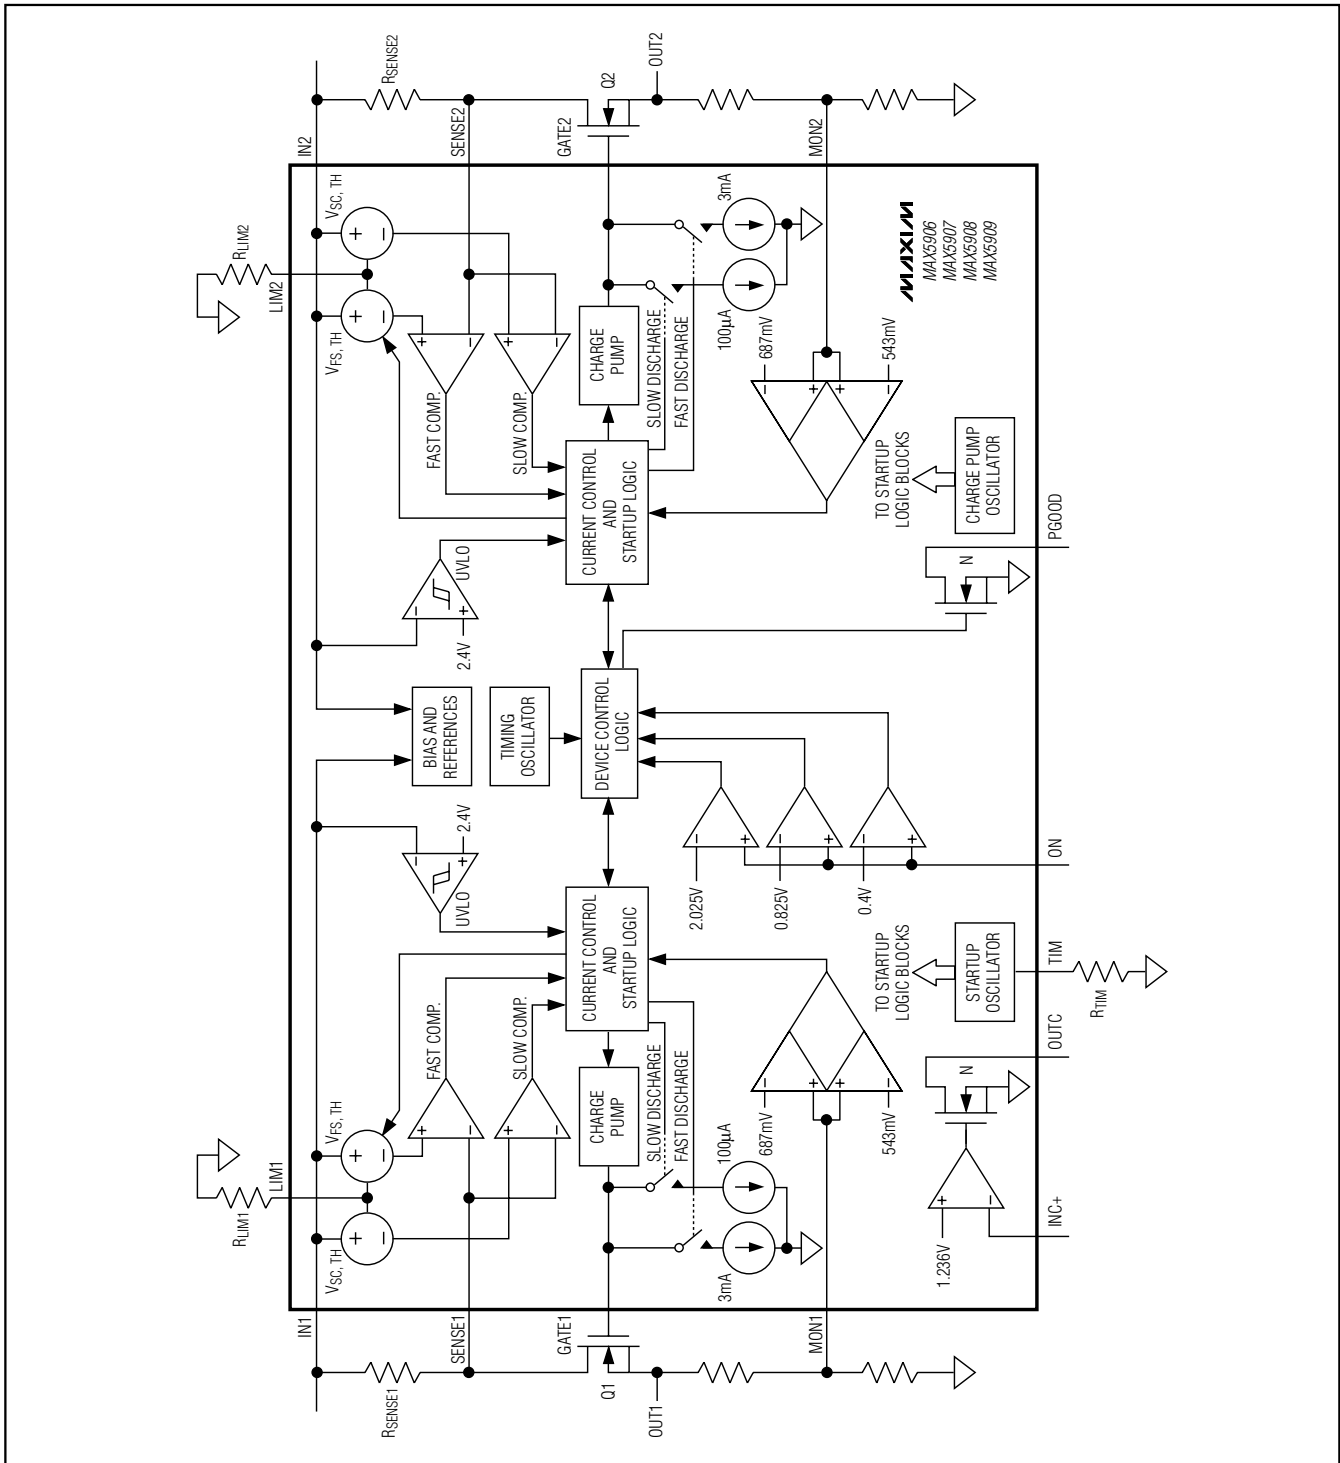 RSENSE2
IN2
SENSE2
GATE2
Q2
OUT2
MON2
RLIM2
LIM2
VSC, TH
VFS, TH
+
−
+
−
FAST COMP.
+
−
SLOW COMP.
+
−
CHARGE
PUMP
SLOW DISCHARGE
FAST DISCHARGE
100µA
3mA
MAXIM
MAX5906
MAX5907
MAX5908
MAX5909
687mV
543mV
−
+
+
−
CURRENT CONTROL
AND
STARTUP LOGIC
TO STARTUP
LOGIC BLOCKS
CHARGE PUMP
OSCILLATOR
UVLO
−
+
2.4V
N
PGOOD
BIAS AND
REFERENCES
TIMING
OSCILLATOR
DEVICE CONTROL
LOGIC
2.4V
−
+
UVLO
−
+
2.025V
−
+
0.825V
−
+
0.4V
ON
CURRENT CONTROL
AND
STARTUP LOGIC
TO STARTUP
LOGIC BLOCKS
STARTUP
OSCILLATOR
TIM
RTIM
FAST COMP.
+
−
SLOW COMP.
+
−
CHARGE
PUMP
SLOW DISCHARGE
FAST DISCHARGE
100µA
3mA
687mV
543mV
−
+
+
−
OUTC
N
+
−
1.236V
INC+
RLIM1
LIM1
VFS, TH
VSC, TH
+
−
+
−
IN1
SENSE1
GATE1
MON1
RSENSE1
Q1
OUT1